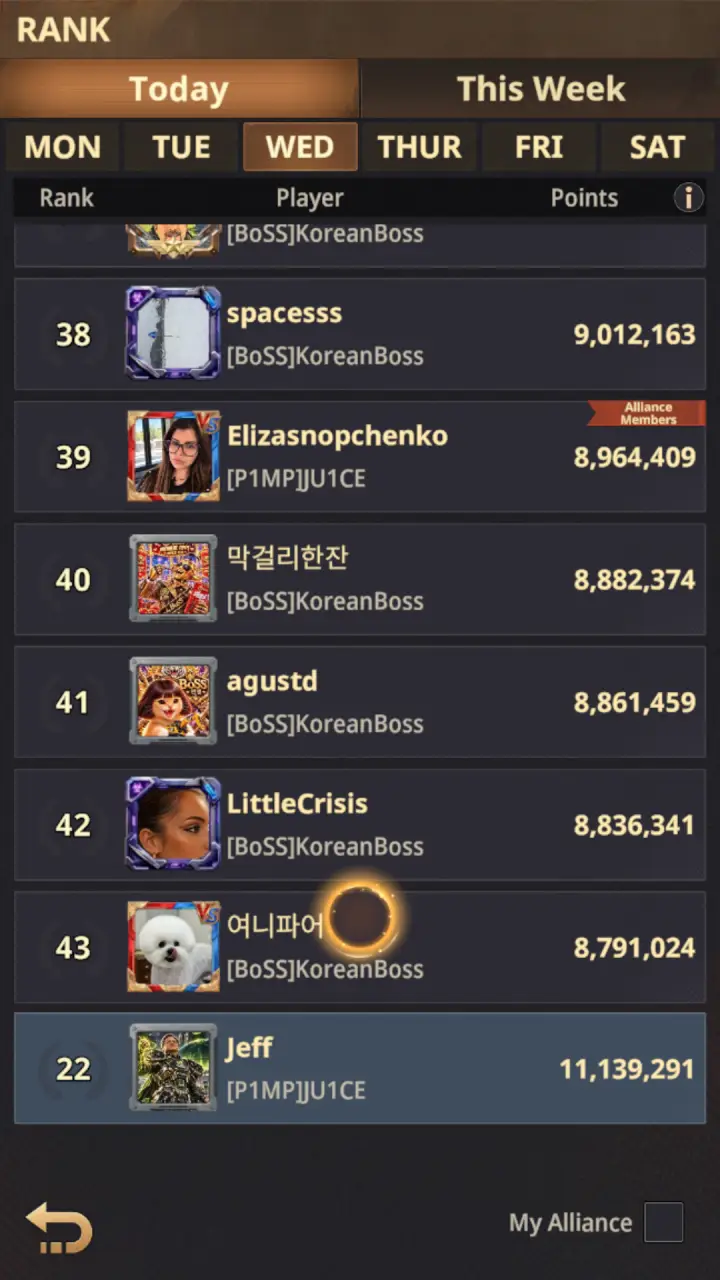 RANK
Today
This Week
MON TUE WED THUR FRI SAT
Rank Player Points
[BoSS]KoreanBoss
38 spacesss 9,012,163
[BoSS]KoreanBoss
Alliance Members
39 Elizasnopchenko 8,964,409
[P1MP]JU1CE
40 막걸리한잔 8,882,374
[BoSS]KoreanBoss
41 agustd 8,861,459
[BoSS]KoreanBoss
42 LittleCrisis 8,836,341
[BoSS]KoreanBoss
43 여니파어 8,791,024
[BoSS]KoreanBoss
22 Jeff 11,139,291
[P1MP]JU1CE
My Alliance